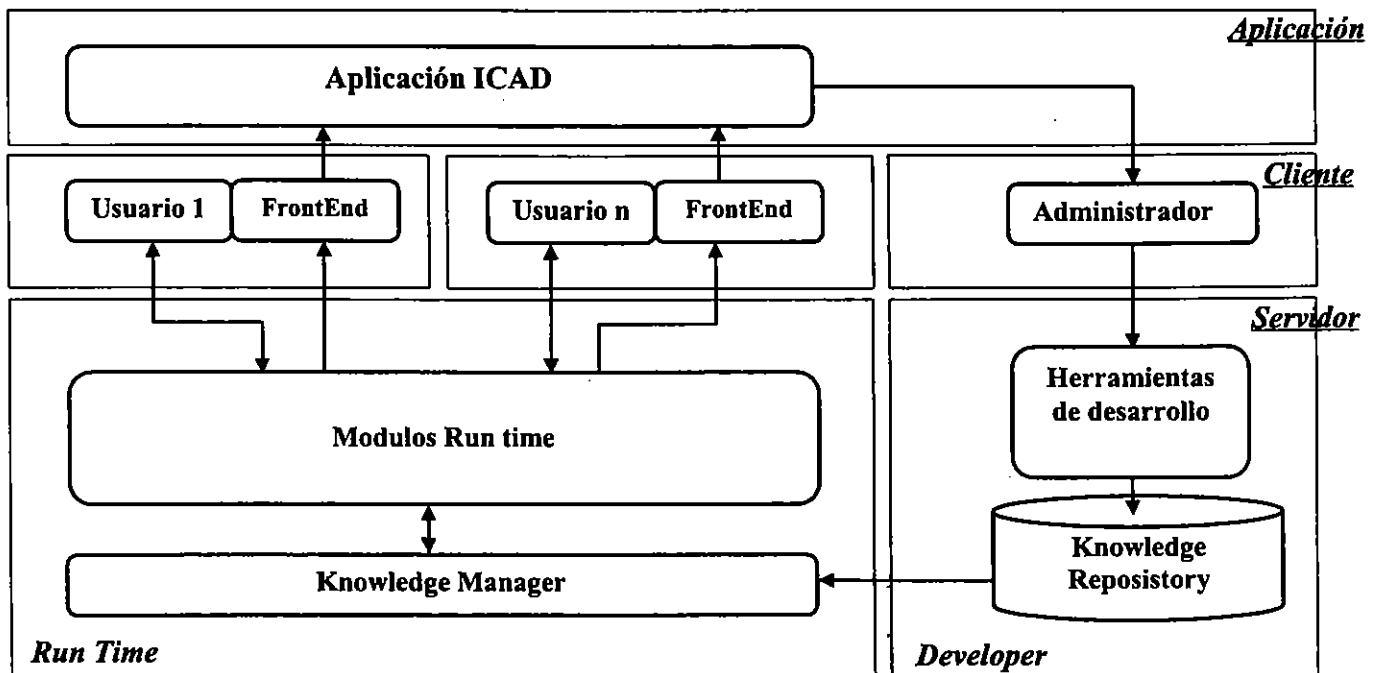 Aplicación
Aplicación ICAD
Cliente
Usuario 1
FrontEnd
Usuario n
FrontEnd
Administrador
Servidor
Herramientas
de desarrollo
Modulos Run time
Knowledge
Reposistory
Knowledge Manager
Run Time
Developer